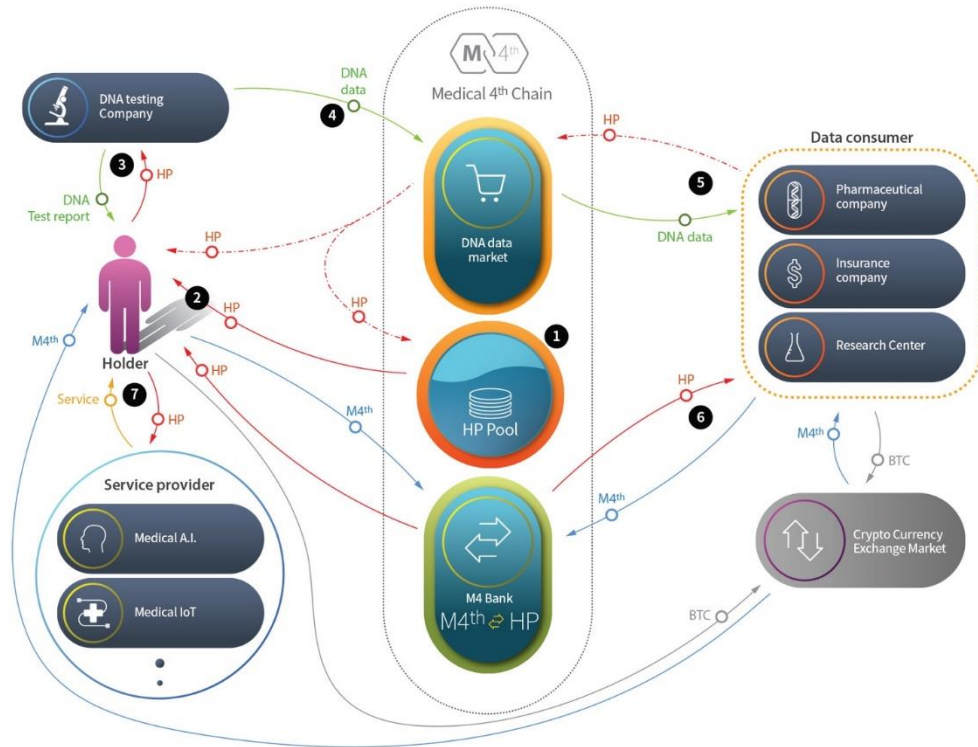 M 4th
Medical 4th Chain
DNA testing
Company
DNA
data
4
HP
Data consumer
3
HP
DNA
Test report
5
Pharmaceutical
company
DNA data
market
DNA data
HP
Insurance
company
2
HP
HP
1
M4th
Holder
HP
Research Center
Service
7
HP
M4th
HP Pool
HP
6
M4th
BTC
Service provider
M4th
Medical A.I.
Crypto Currency
Exchange Market
M4 Bank
M4th HP
Medical IoT
BTC